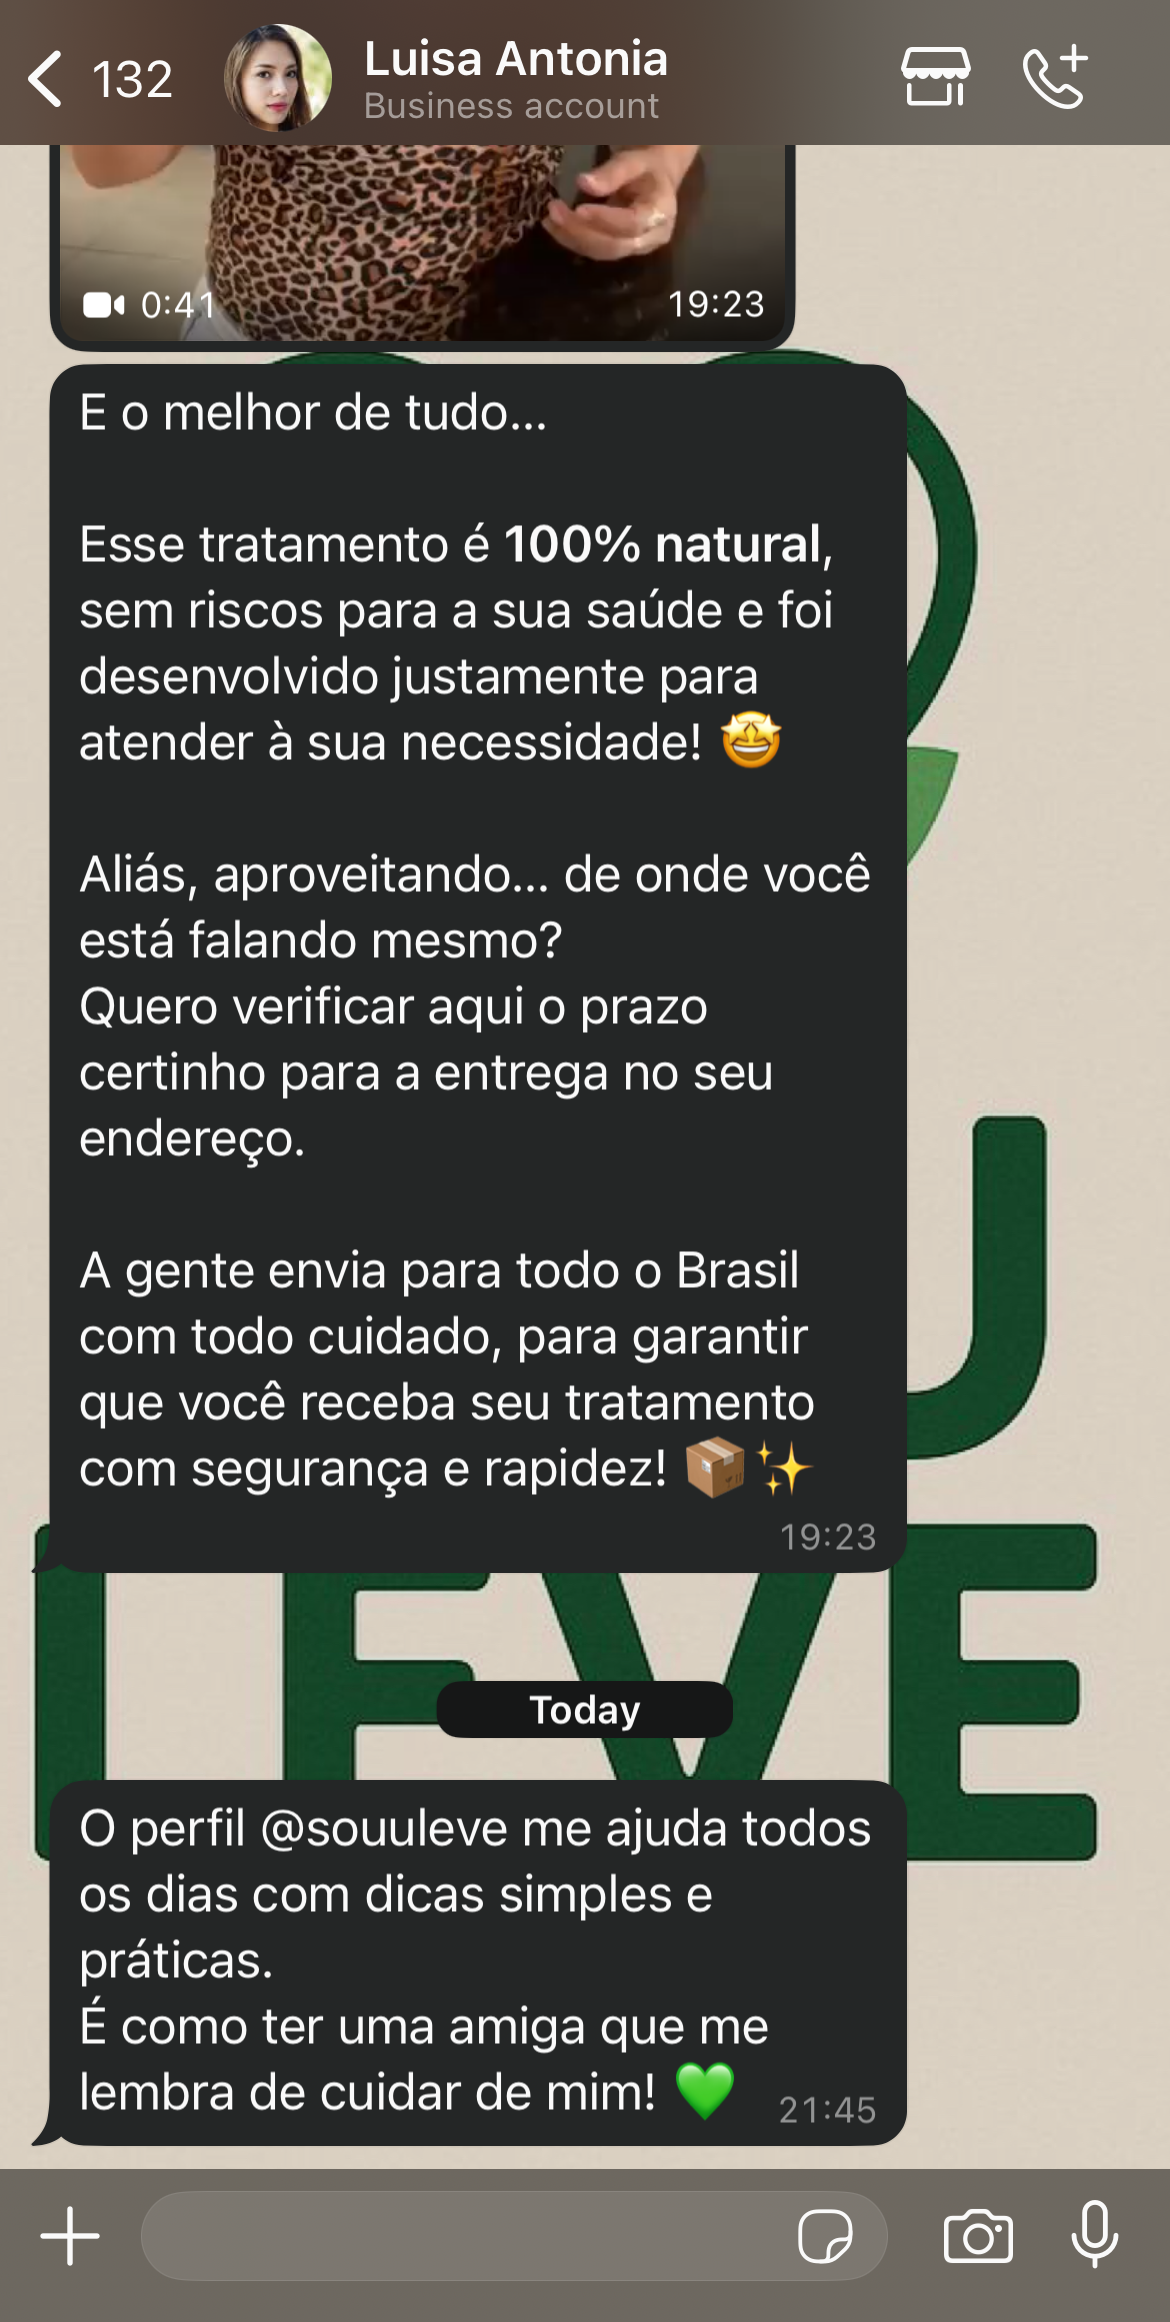 132
Luisa Antonia
Business account
0:41
19:23
E o melhor de tudo...
Esse tratamento é 100% natural,
sem riscos para a sua saúde e foi
desenvolvido justamente para
atender à sua necessidade! 🤩
Aliás, aproveitando... de onde você
está falando mesmo?
Quero verificar aqui o prazo
certinho para a entrega no seu
endereço.
A gente envia para todo o Brasil
com todo cuidado, para garantir
que você receba seu tratamento
com segurança e rapidez! 📦✨
19:23
U
LEVE
Today
O perfil @souuleve me ajuda todos
os dias com dicas simples e
práticas.
É como ter uma amiga que me
lembra de cuidar de mim! 💚
21:45